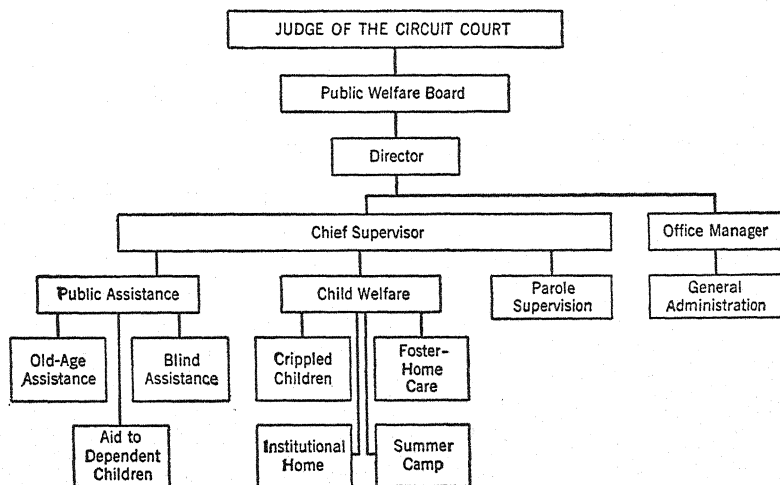 JUDGE OF THE CIRCUIT COURT
Public Welfare Board
Director
Chief Supervisor
Office Manager
Public Assistance
Child Welfare
Parole
Supervision
General
Administration
Old-Age
Assistance
Blind
Assistance
Crippled
Children
Foster-
Home
Care
Aid to
Dependent
Children
Institutional
Home
Summer
Camp